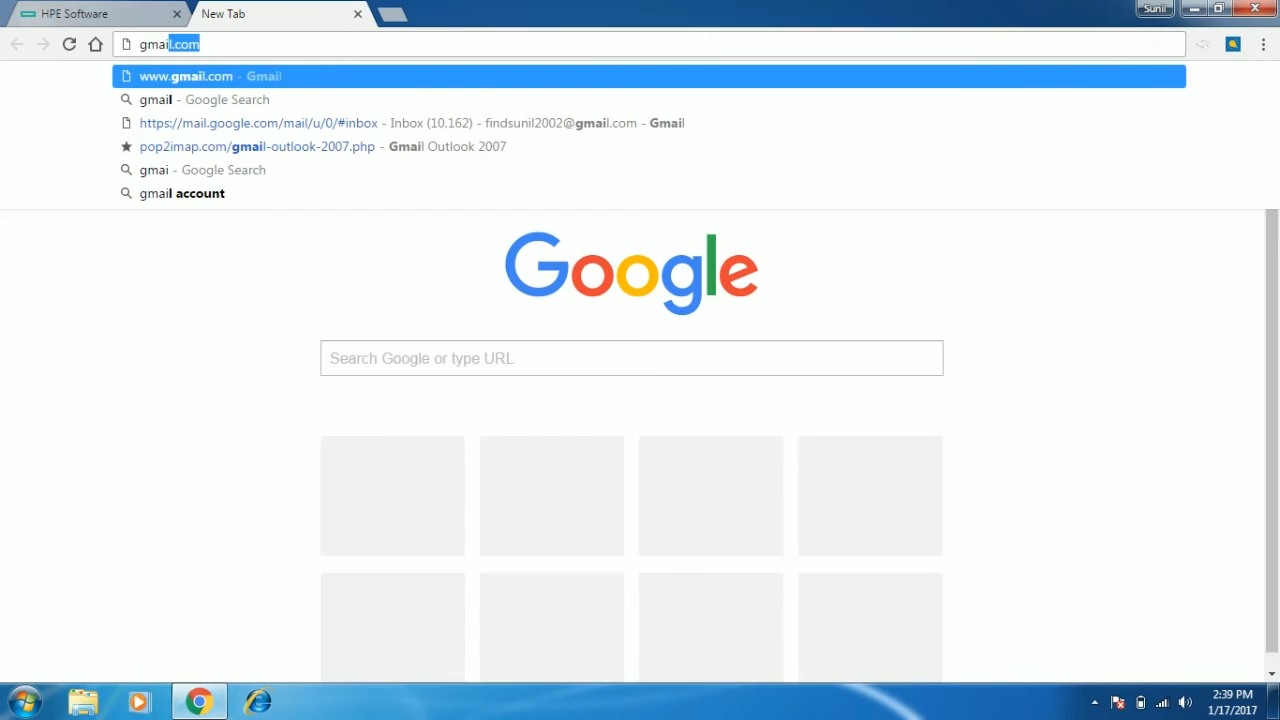 HPE Software
New Tab
Sunil
gmail.com
www.gmail.com - Gmail
gmail - Google Search
https://mail.google.com/mail/u/0/#inbox - Inbox (10,162) - findsunil2002@gmail.com - Gmail
pop2imap.com/gmail-outlook-2007.php - Gmail Outlook 2007
gmai - Google Search
gmail account
Google
Search Google or type URL
2:39 PM
1/17/2017